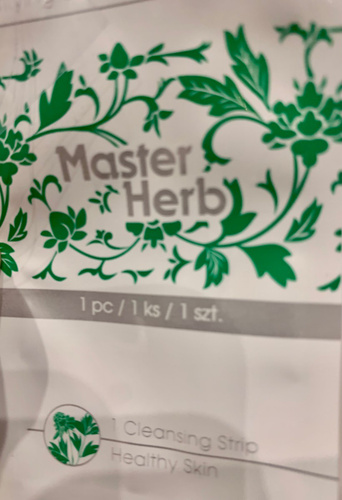 Master
Herb
1 pc / 1 ks / 1 szt.
1 Cleansing Strip
Healthy Skin